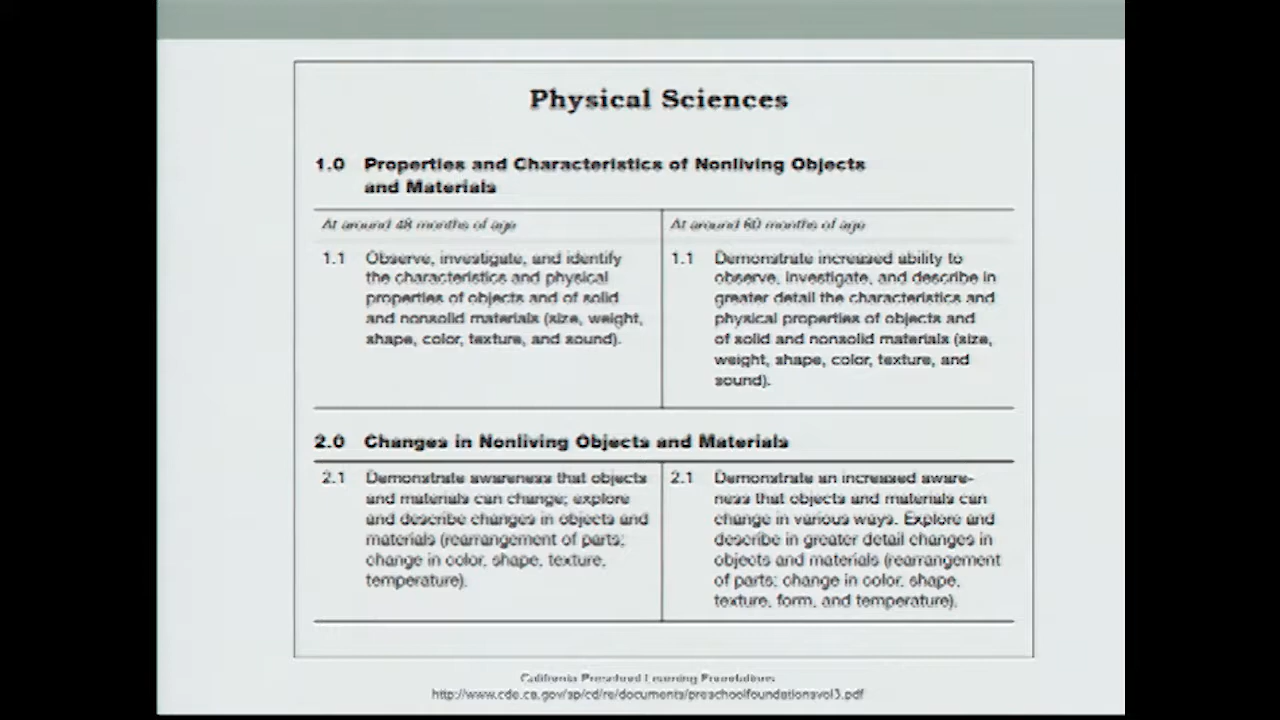 Physical Sciences
1.0 Properties and Characteristics of Nonliving Objects
and Materials
At around 48 months of age
At around 60 months of age
1.1 Observe, investigate, and identify
the characteristics and physical
properties of objects and of solid
and nonsolid materials (size, weight,
shape, color, texture, and sound).
1.1 Demonstrate increased ability to
observe, investigate, and describe in
greater detail the characteristics and
physical properties of objects and
of solid and nonsolid materials (size,
weight, shape, color, texture, and
sound).
2.0 Changes in Nonliving Objects and Materials
2.1 Demonstrate awareness that objects
and materials can change; explore
and describe changes in objects and
materials (rearrangement of parts;
change in color, shape, texture,
temperature).
2.1 Demonstrate an increased aware-
ness that objects and materials can
change in various ways. Explore and
describe in greater detail changes in
objects and materials (rearrangement
of parts; change in color, shape,
texture, form, and temperature).
California Preschool Learning Foundations
http://www.cde.ca.gov/sp/cd/re/documents/preschoolfoundationsvol3.pdf